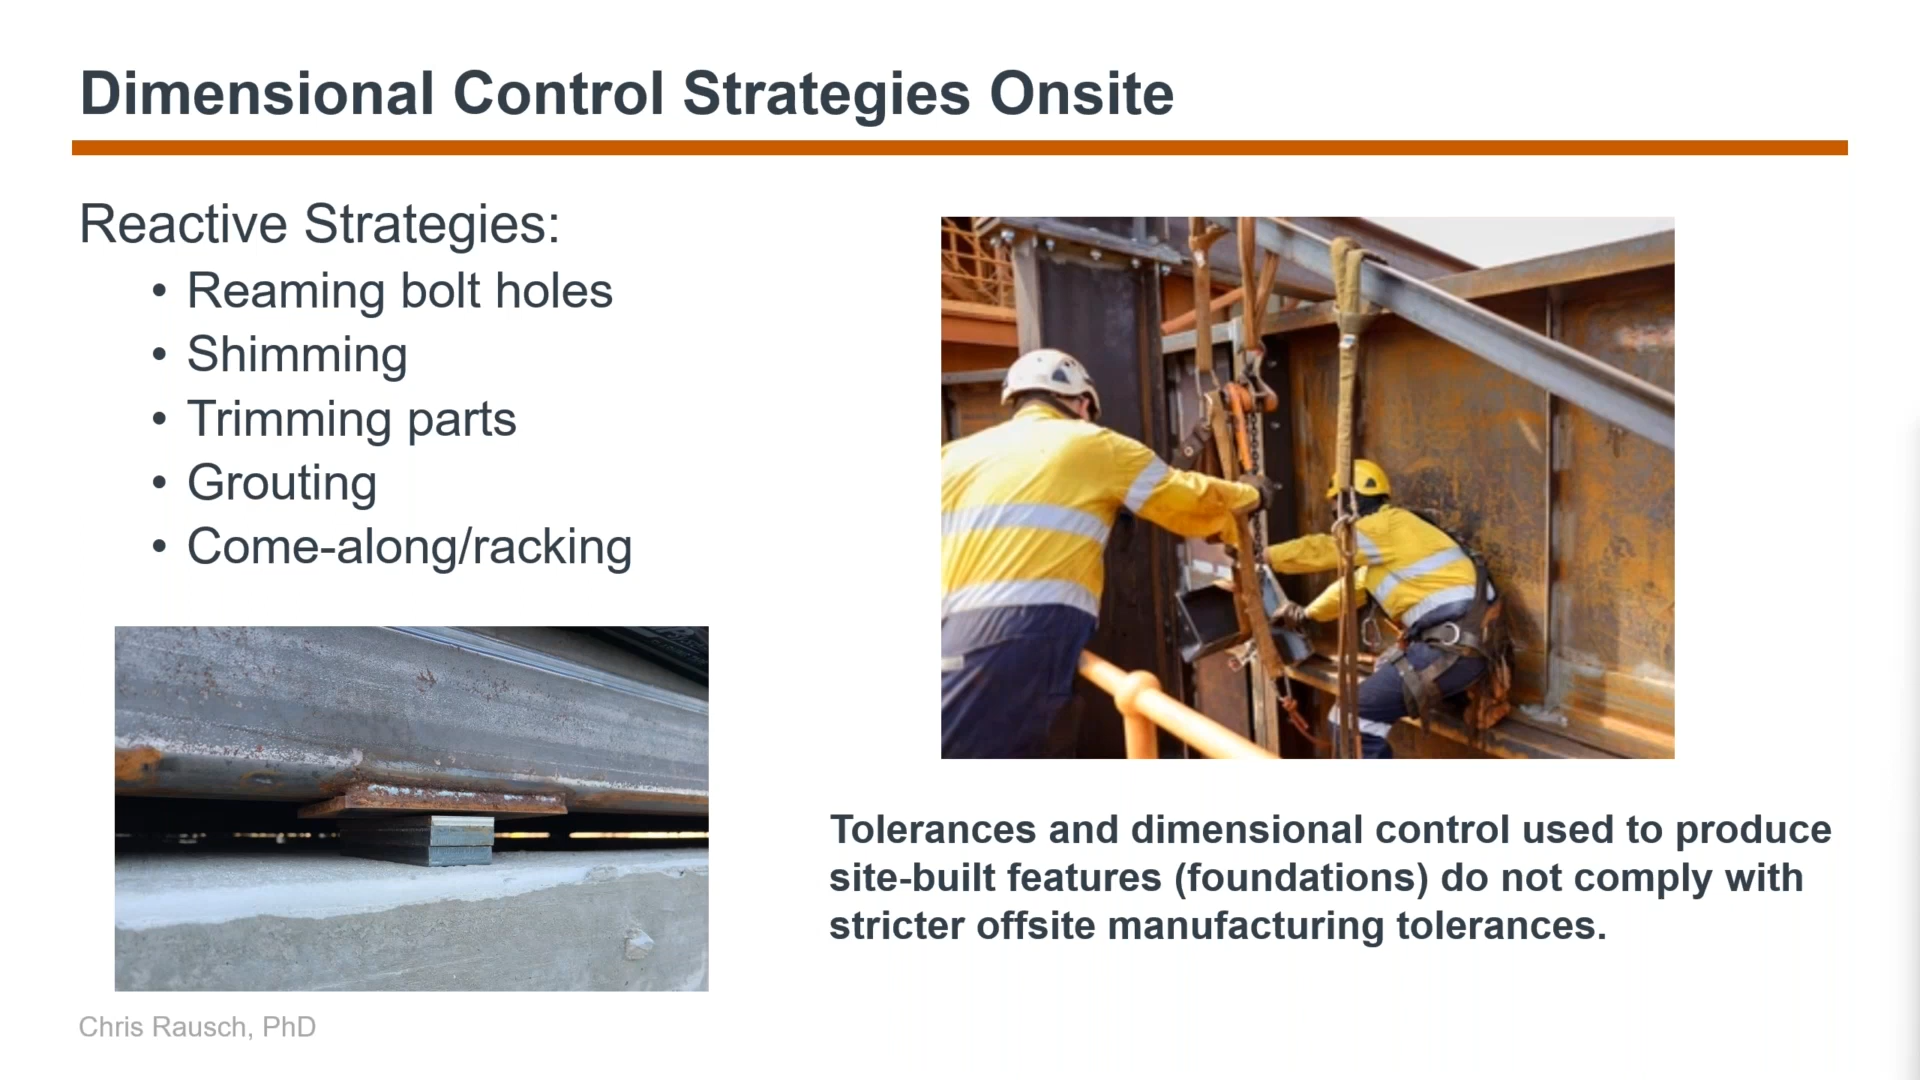 Dimensional Control Strategies Onsite
Reactive Strategies:
• Reaming bolt holes
• Shimming
• Trimming parts
• Grouting
• Come-along/racking
Tolerances and dimensional control used to produce
site-built features (foundations) do not comply with
stricter offsite manufacturing tolerances.
Chris Rausch, PhD